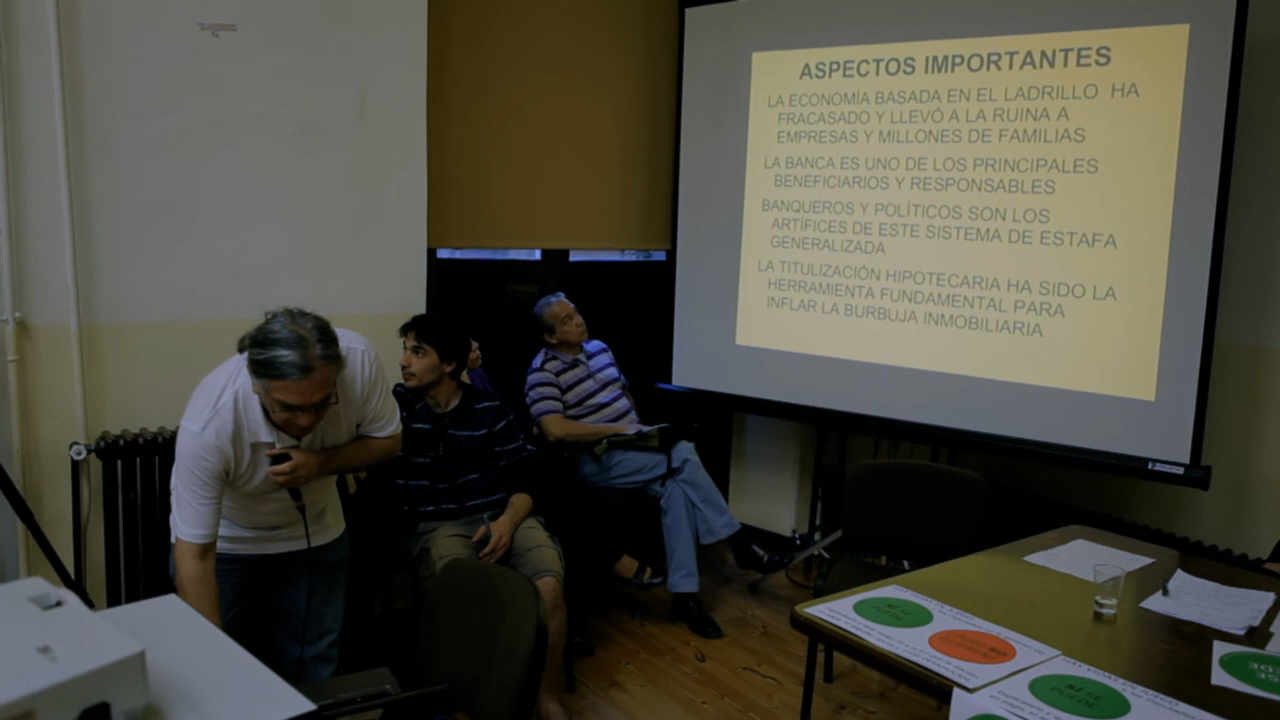 ASPECTOS IMPORTANTES
LA ECONOMÍA BASADA EN EL LADRILLO HA
FRACASADO Y LLEVÓ A LA RUINA A
EMPRESAS Y MILLONES DE FAMILIAS
LA BANCA ES UNO DE LOS PRINCIPALES
BENEFICIARIOS Y RESPONSABLES
BANQUEROS Y POLÍTICOS SON LOS
ARTÍFICES DE ESTE SISTEMA DE ESTAFA
GENERALIZADA
LA TITULIZACIÓN HIPOTECARIA HA SIDO LA
HERRAMIENTA FUNDAMENTAL PARA
INFLAR LA BURBUJA INMOBILIARIA
SÍ SE
PUEDE
SÍ SE
PUEDE